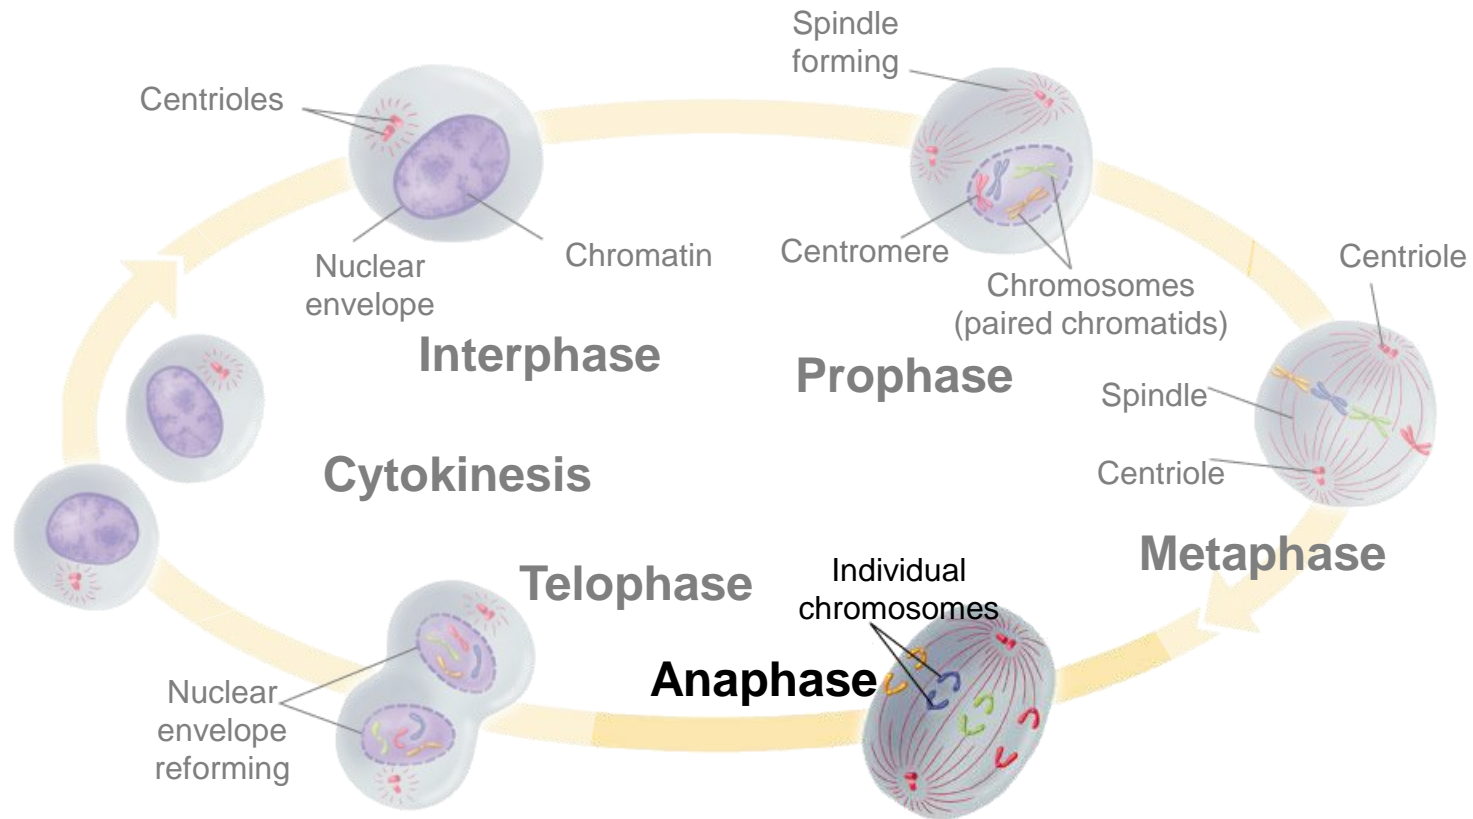 Spindle
forming
Centrioles
Nuclear
envelope
Chromatin
Centromere
Chromosomes
(paired chromatids)
Centriole
Interphase
Prophase
Spindle
Cytokinesis
Centriole
Metaphase
Telophase
Individual
chromosomes
Anaphase
Nuclear
envelope
reforming